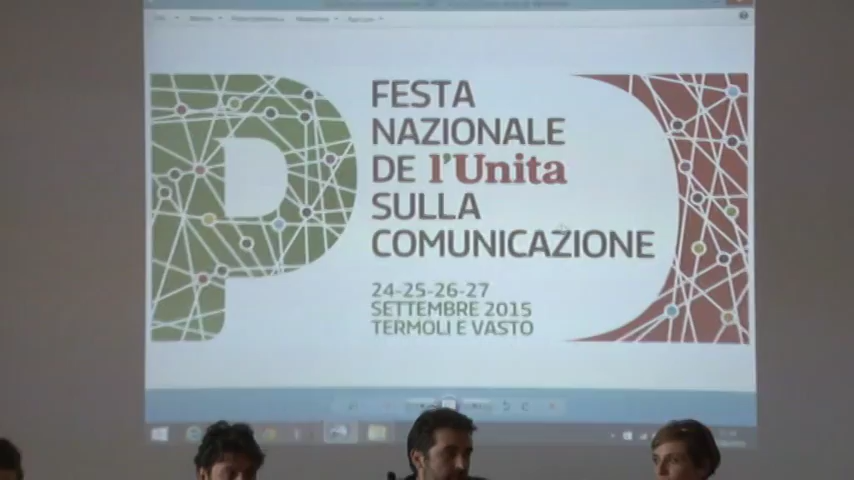 FESTA
NAZIONALE
DE l'Unita
SULLA
COMUNICAZIONE
24-25-26-27
SETTEMBRE 2015
TERMOLI E VASTO